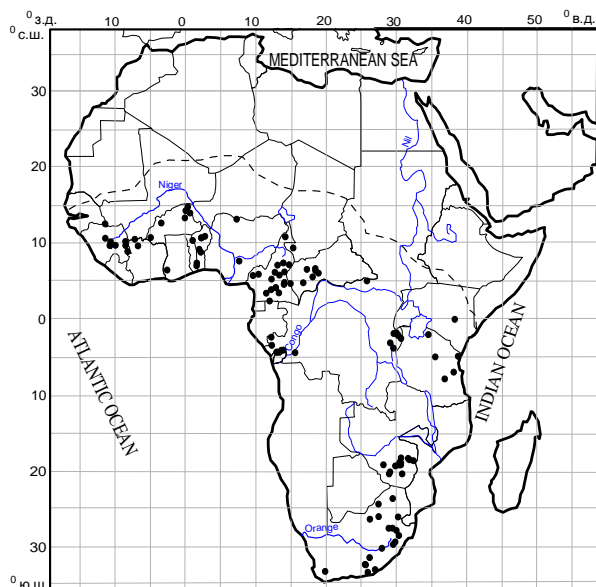 0 з.д. 10 0 10 20 30 40 50 0 в.д.
0 с.ш.
MEDITERRANEAN SEA
30
Nil
20
Niger
10
0
Congo
ATLANTIC OCEAN
INDIAN OCEAN
10
20
Orange
30
0 ю.ш.